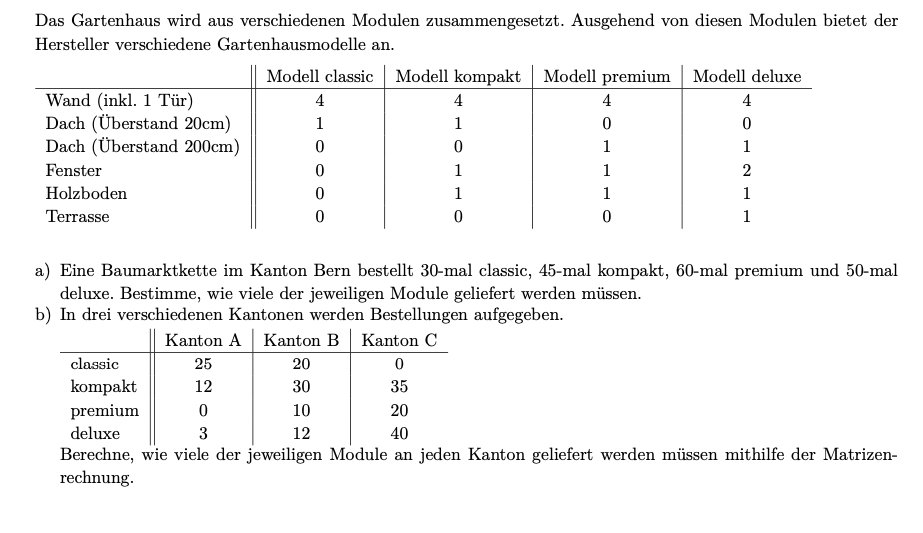 Das Gartenhaus wird aus verschiedenen Modulen zusammengesetzt. Ausgehend von diesen Modulen bietet der
Hersteller verschiedene Gartenhausmodelle an.
Modell classic Modell kompakt Modell premium Modell deluxe
Wand (inkl. 1 Tür) 4 4 4 4
Dach (Überstand 20cm) 1 1 0 0
Dach (Überstand 200cm) 0 0 1 1
Fenster 0 1 1 2
Holzboden 0 1 1 1
Terrasse 0 0 0 1
a) Eine Baumarktkette im Kanton Bern bestellt 30-mal classic, 45-mal kompakt, 60-mal premium und 50-mal
deluxe. Bestimme, wie viele der jeweiligen Module geliefert werden müssen.
b) In drei verschiedenen Kantonen werden Bestellungen aufgegeben.
Kanton A Kanton B Kanton C
classic 25 20 0
kompakt 12 30 35
premium 0 10 20
deluxe 3 12 40
Berechne, wie viele der jeweiligen Module an jeden Kanton geliefert werden müssen mithilfe der Matrizen-
rechnung.